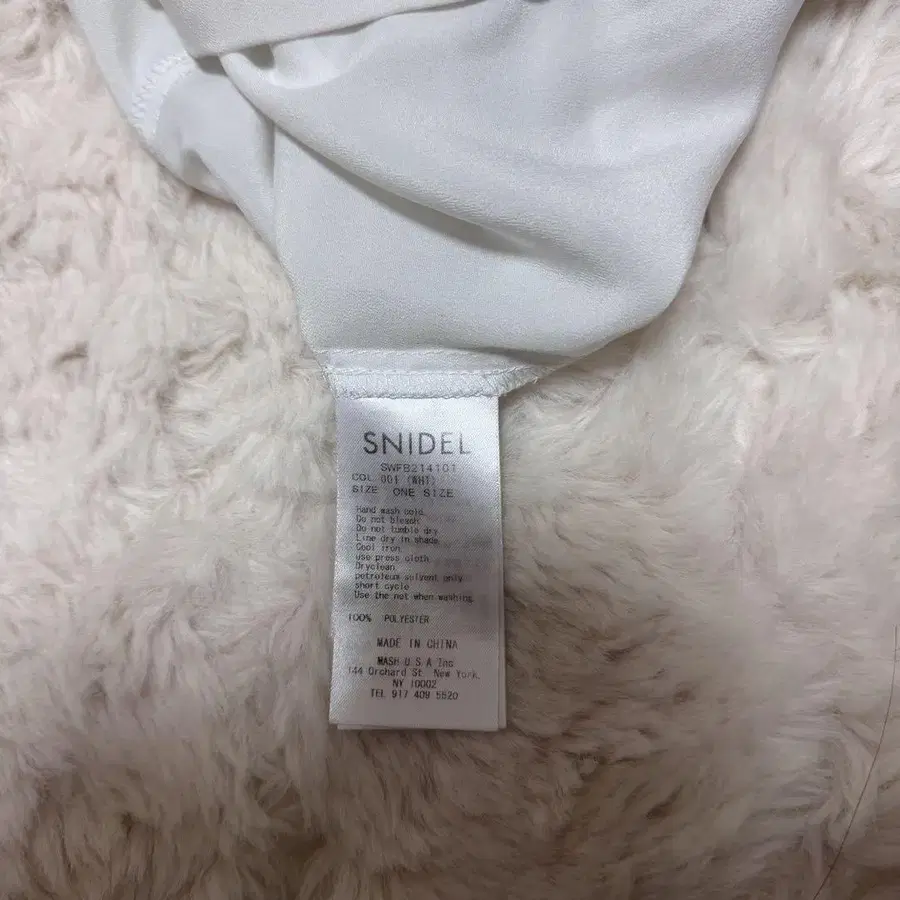 SNIDEL
SWFB214101
COL 001 (WHT)
SIZE ONE SIZE
Hand wash cold
Do not bleach
Do not tumble dry
Line dry in shade
Cool iron
use press cloth
Dryclean
petroleum solvent only
short cycle
Use the net when washing
100% POLYESTER
MADE IN CHINA
MASH U S A Inc
144 Orchard St New York,
NY 10002
TEL 917 409 5520